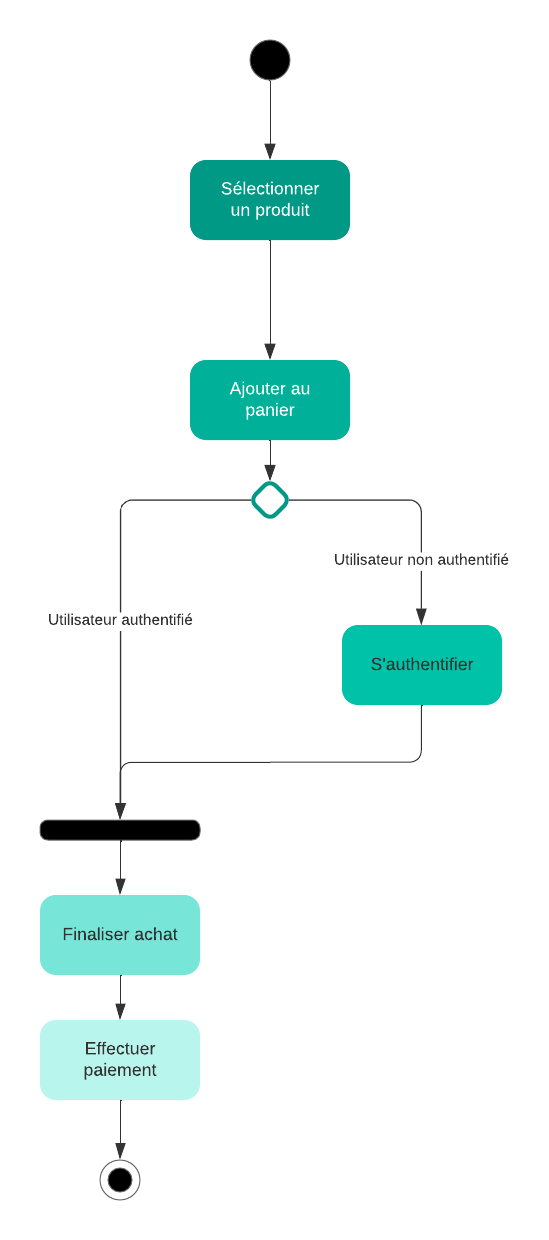 Sélectionner
un produit
Ajouter au
panier
Utilisateur non authentifié
Utilisateur authentifié
S'authentifier
Finaliser achat
Effectuer
paiement